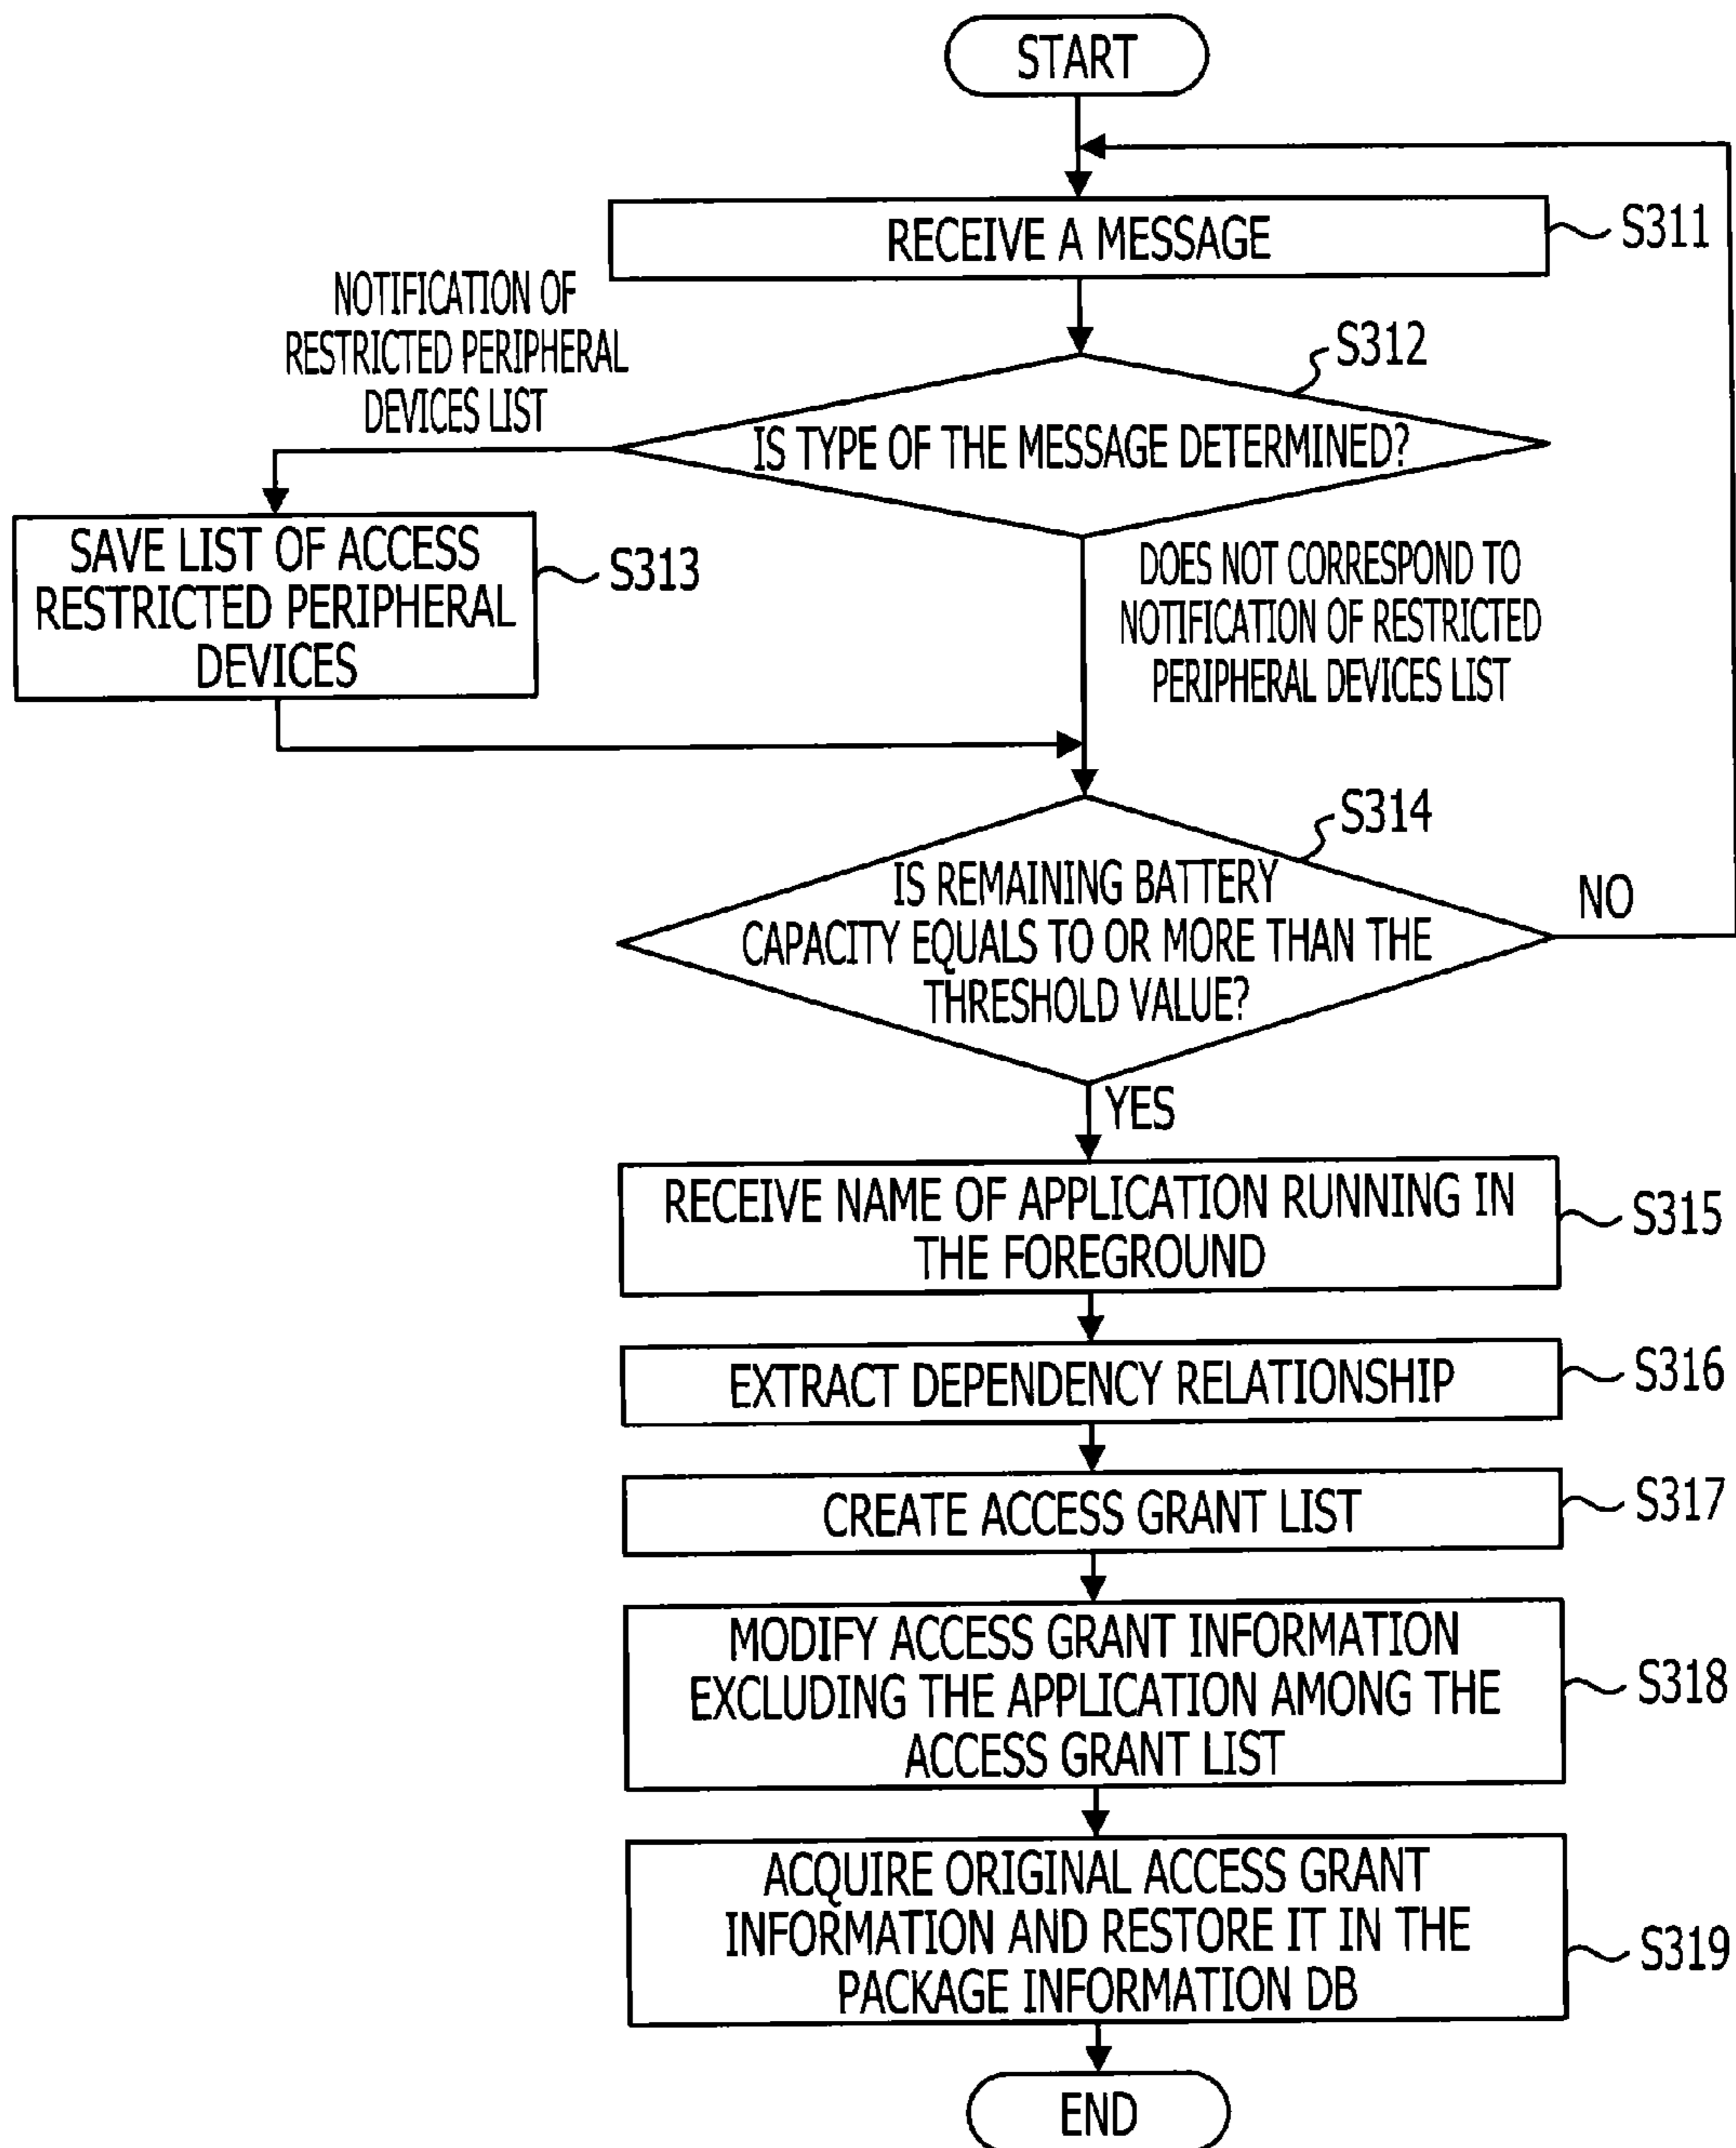 START
RECEIVE A MESSAGE
S311
NOTIFICATION OF
RESTRICTED PERIPHERAL
DEVICES LIST
S312
IS TYPE OF THE MESSAGE DETERMINED?
SAVE LIST OF ACCESS
RESTRICTED PERIPHERAL
DEVICES
S313
DOES NOT CORRESPOND TO
NOTIFICATION OF RESTRICTED
PERIPHERAL DEVICES LIST
S314
IS REMAINING BATTERY
CAPACITY EQUALS TO OR MORE THAN THE
THRESHOLD VALUE?
NO
YES
RECEIVE NAME OF APPLICATION RUNNING IN
THE FOREGROUND
S315
EXTRACT DEPENDENCY RELATIONSHIP
S316
CREATE ACCESS GRANT LIST
S317
MODIFY ACCESS GRANT INFORMATION
EXCLUDING THE APPLICATION AMONG THE
ACCESS GRANT LIST
S318
ACQUIRE ORIGINAL ACCESS GRANT
INFORMATION AND RESTORE IT IN THE
PACKAGE INFORMATION DB
S319
END